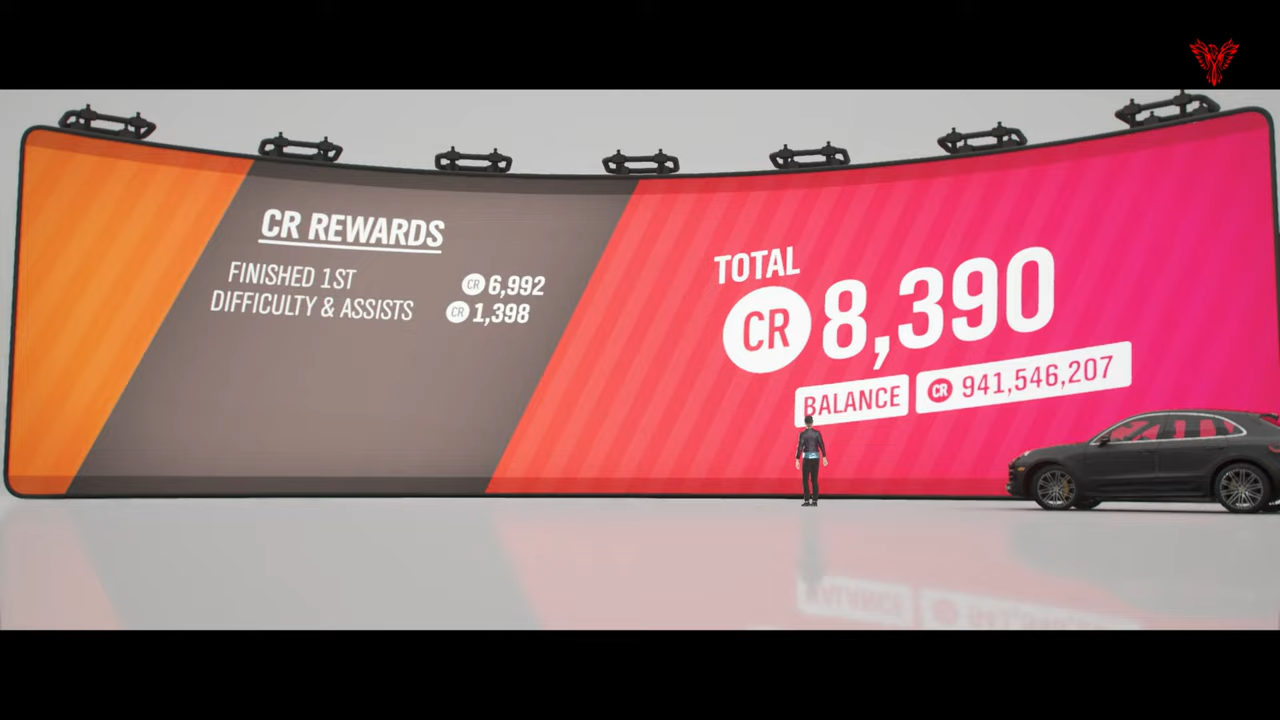 CR REWARDS
FINISHED 1ST CR 6,992
DIFFICULTY & ASSISTS CR 1,398
TOTAL
CR 8,390
BALANCE CR 941,546,207